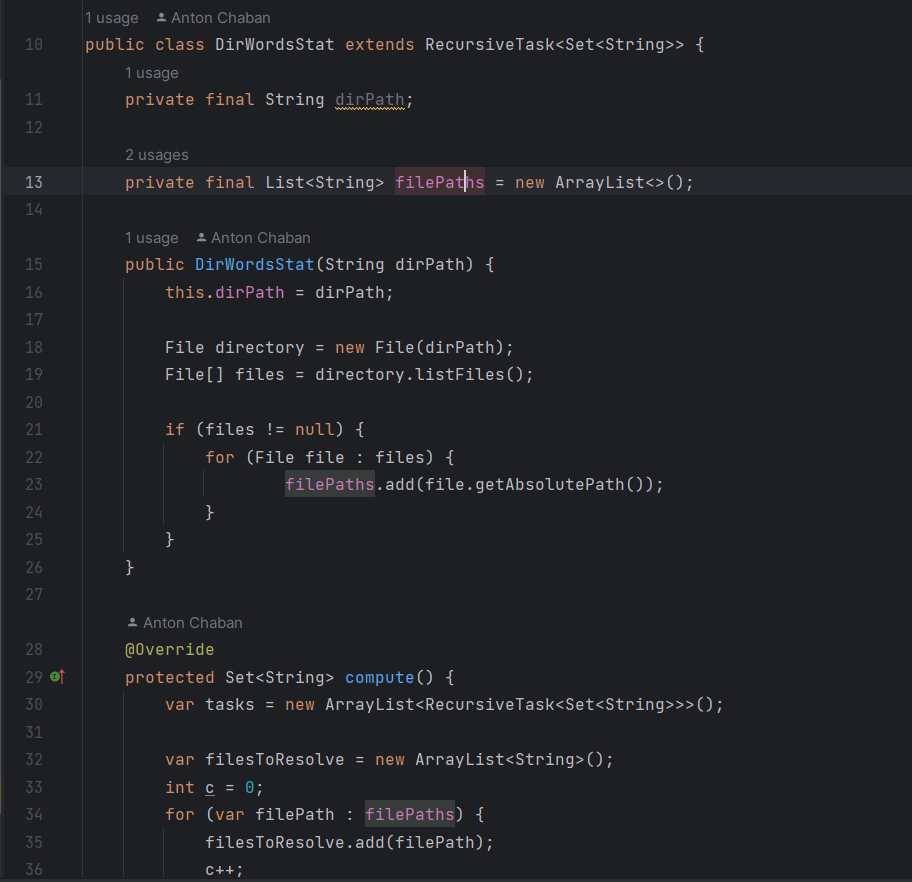 1 usage Anton Chaban
10 public class DirWordsStat extends RecursiveTask<Set<String>> {
1 usage
11 private final String dirPath;
12
2 usages
13 private final List<String> filePaths = new ArrayList<>();
14
1 usage Anton Chaban
15 public DirWordsStat(String dirPath) {
16 this.dirPath = dirPath;
17
18 File directory = new File(dirPath);
19 File[] files = directory.listFiles();
20
21 if (files != null) {
22 for (File file : files) {
23 filePaths.add(file.getAbsolutePath());
24 }
25 }
26 }
27
Anton Chaban
28 @Override
29 protected Set<String> compute() {
30 var tasks = new ArrayList<RecursiveTask<Set<String>>>();
31
32 var filesToResolve = new ArrayList<String>();
33 int c = 0;
34 for (var filePath : filePaths) {
35 filesToResolve.add(filePath);
36 c++;